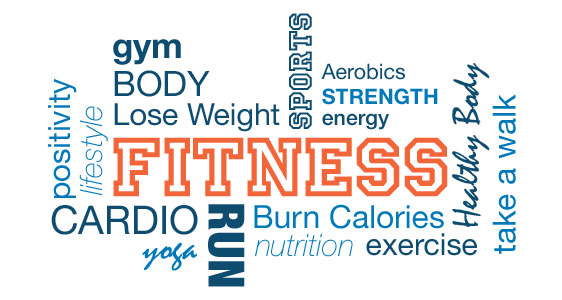 gym
BODY
Lose Weight
SPORTS
Aerobics
STRENGTH
energy
positivity
lifestyle
FITNESS
Healthy Body
take a walk
CARDIO
yoga
RUN
Burn Calories
nutrition
exercise